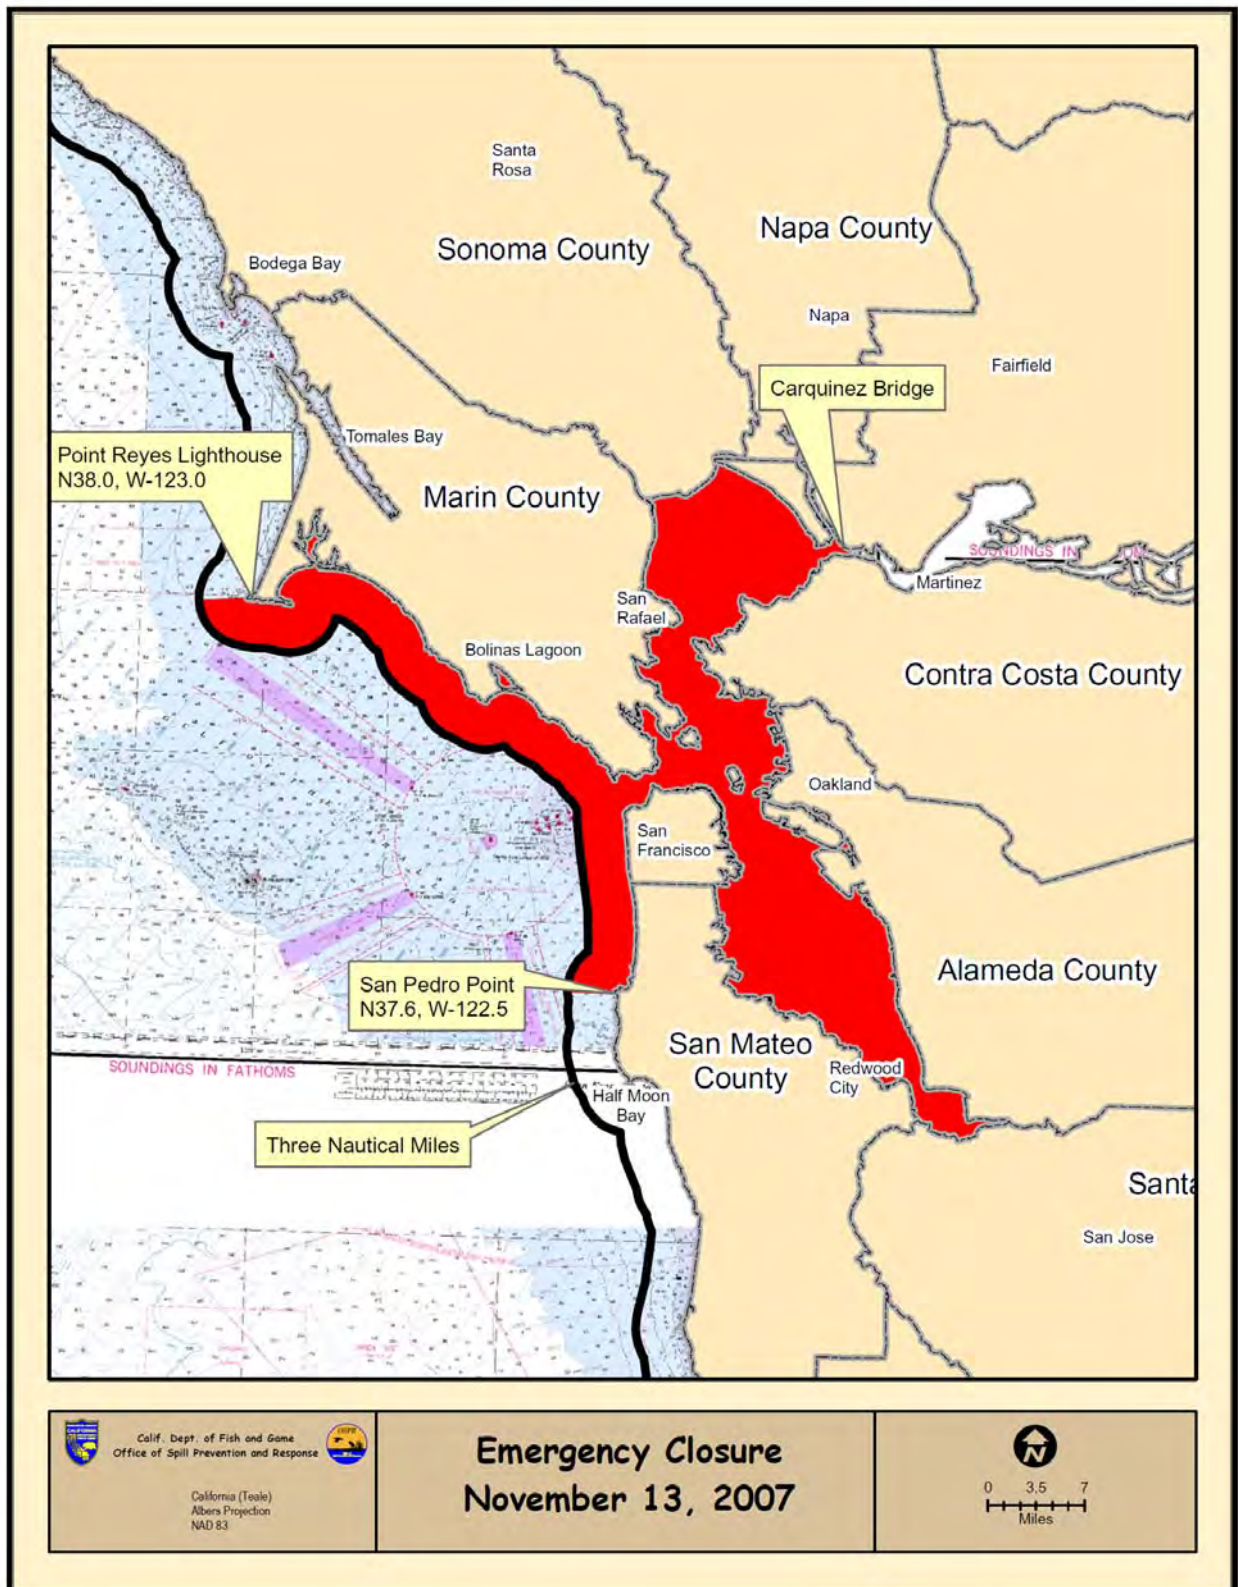 Santa
Rosa
Napa County
Sonoma County
Bodega Bay
Napa
Fairfield
Carquinez Bridge
Tomales Bay
Point Reyes Lighthouse
N38.0, W-123.0
Marin County
SOUNDINGS IN
Martinez
San
Rafael
Bolinas Lagoon
Contra Costa County
Oakland
San
Francisco
Alameda County
San Pedro Point
N37.6, W-122.5
San Mateo
County
Redwood
City
SOUNDINGS IN FATHOMS
Half Moon
Bay
Three Nautical Miles
Santa
San Jose
Calif. Dept. of Fish and Game
Office of Spill Prevention and Response
California (Teale)
Albers Projection
NAD 83
Emergency Closure
November 13, 2007
N
0 3.5 7
Miles